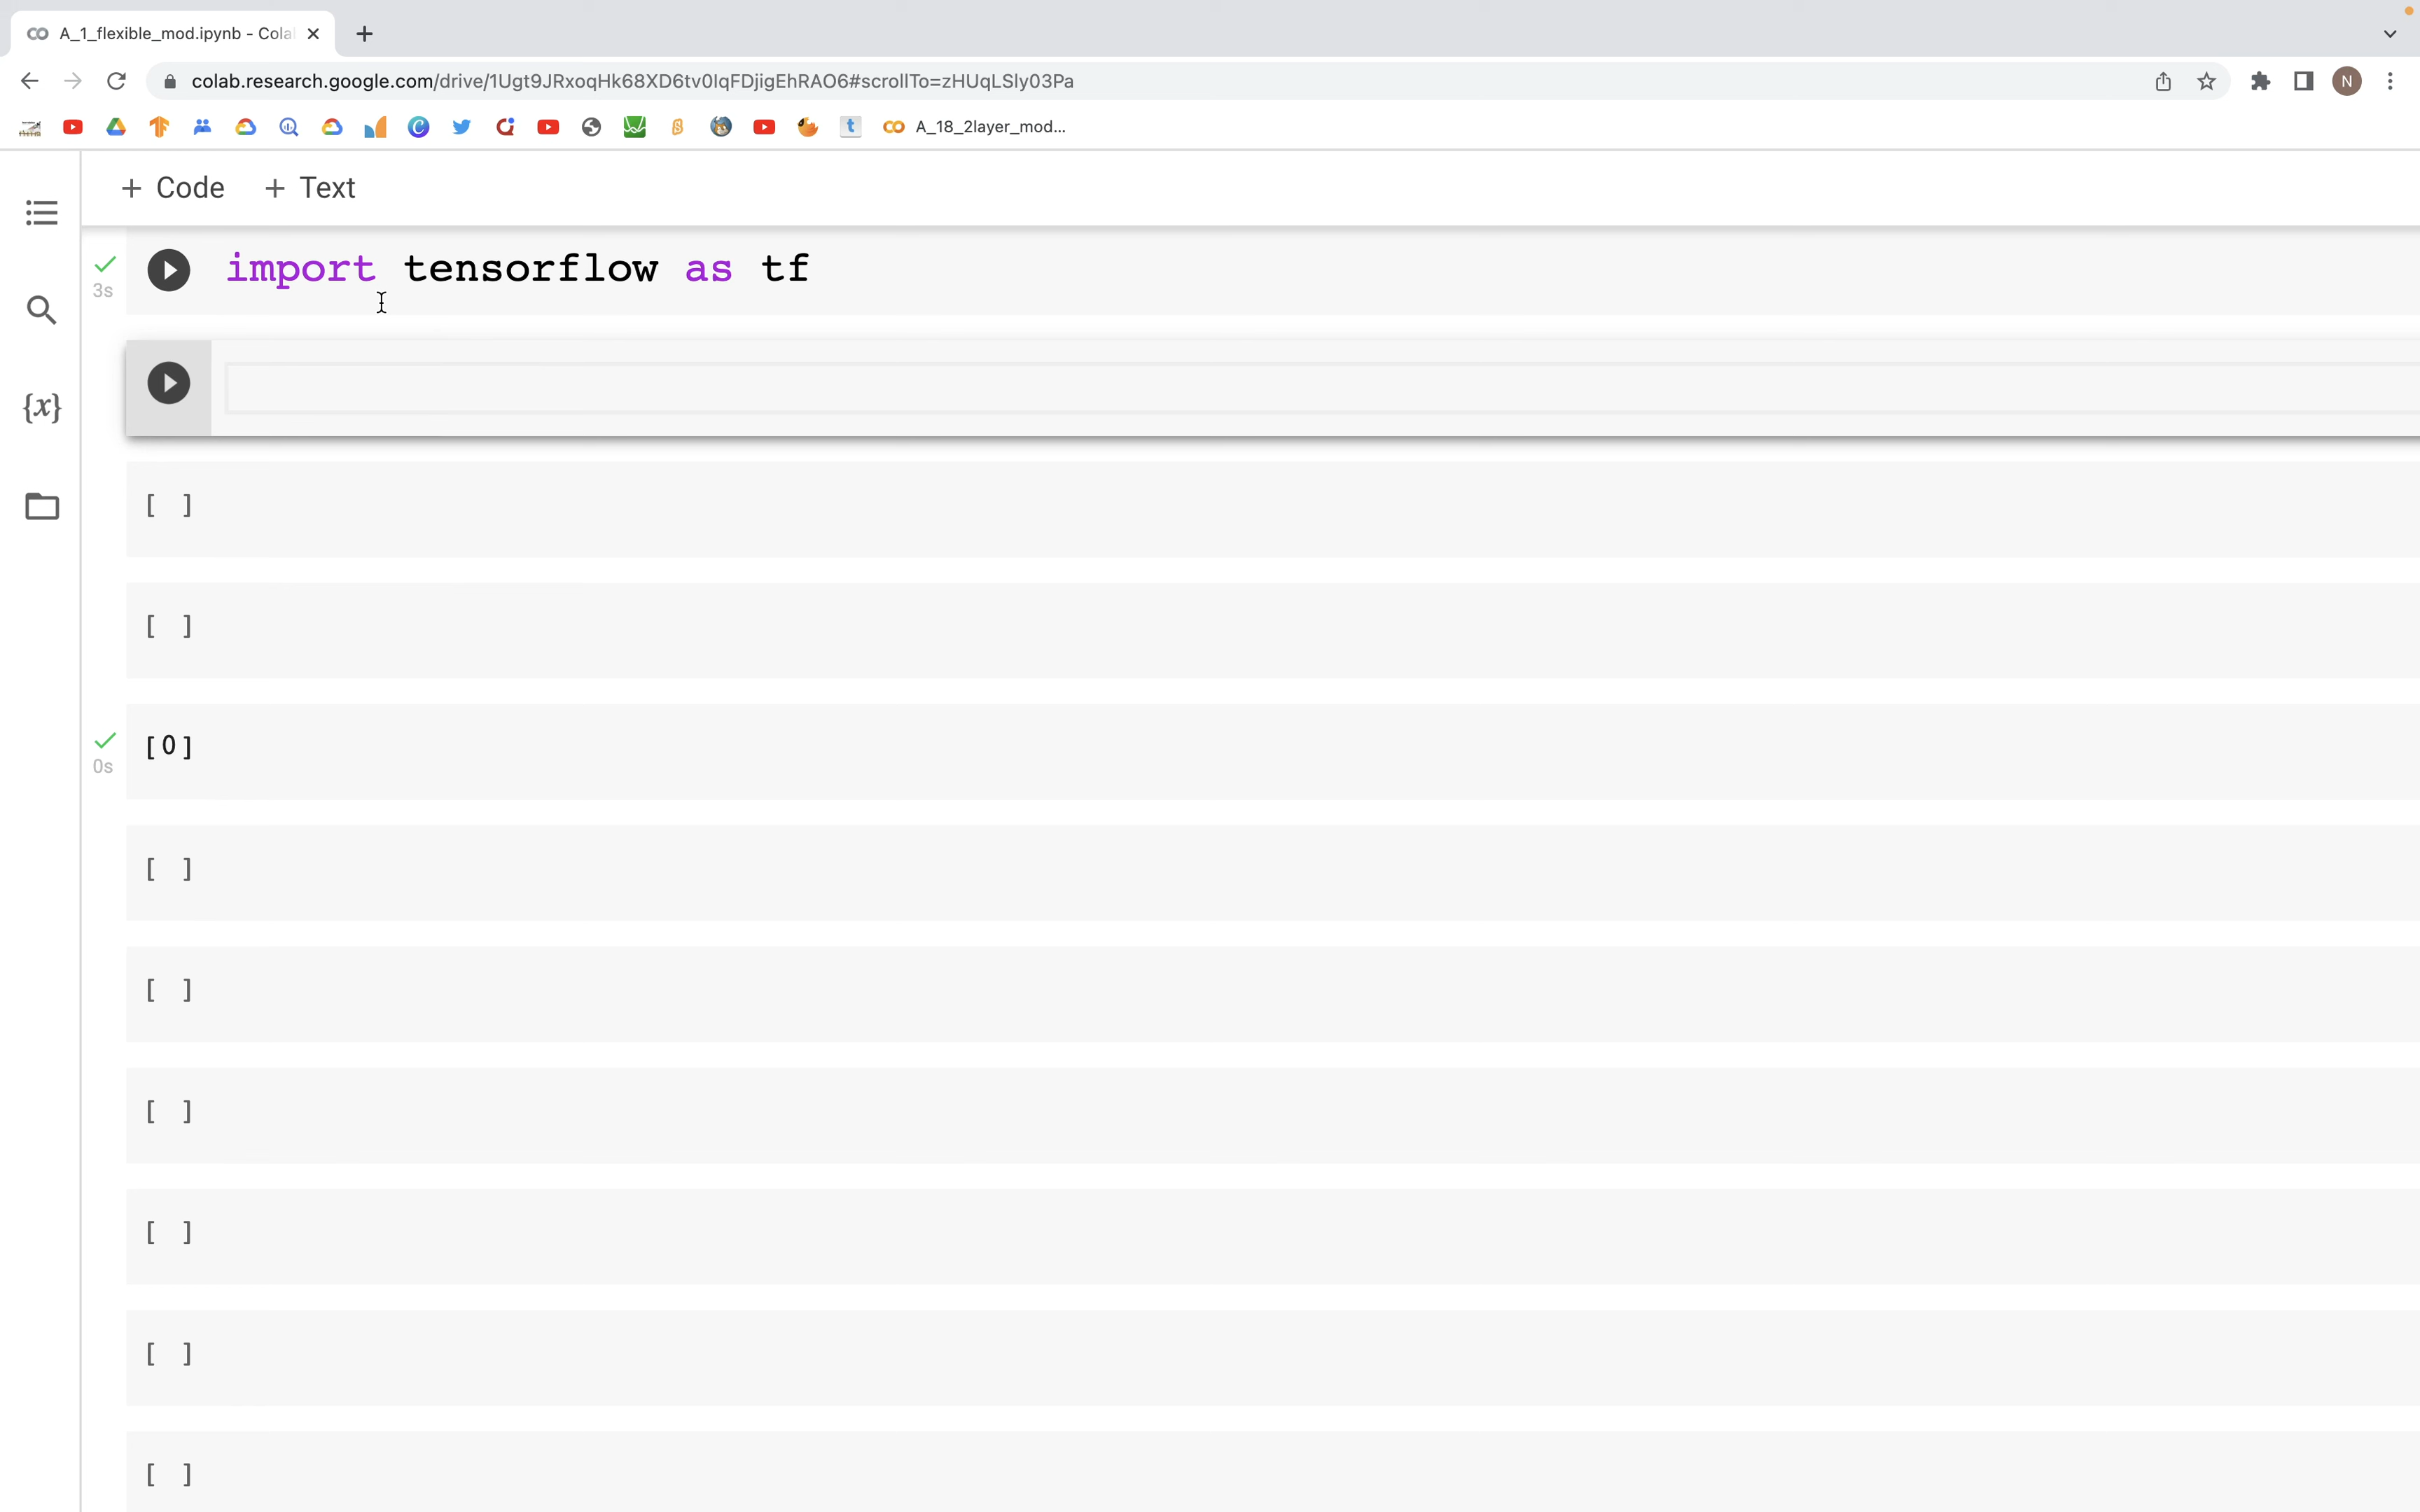 A_1_flexible_mod.ipynb - Cola
colab.research.google.com/drive/1Ugt9JRxoqHk68XD6tv0IqFDjigEhRAO6#scrollTo=zHUqLSly03Pa
N
A_18_2layer_mod...
+ Code + Text
import tensorflow as tf
3s
{x}
[ ]
[ ]
[0]
0s
[ ]
[ ]
[ ]
[ ]
[ ]
[ ]